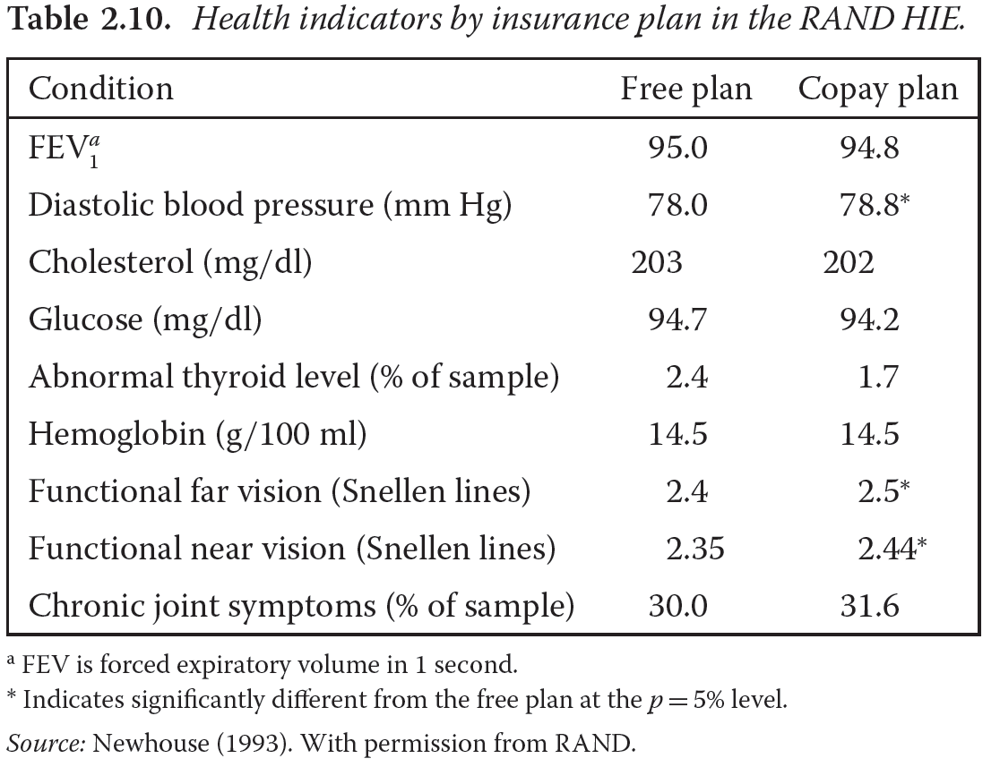 Table 2.10. Health indicators by insurance plan in the RAND HIE.
Condition Free plan Copay plan
FEV₁ᵃ 95.0 94.8
Diastolic blood pressure (mm Hg) 78.0 78.8*
Cholesterol (mg/dl) 203 202
Glucose (mg/dl) 94.7 94.2
Abnormal thyroid level (% of sample) 2.4 1.7
Hemoglobin (g/100 ml) 14.5 14.5
Functional far vision (Snellen lines) 2.4 2.5*
Functional near vision (Snellen lines) 2.35 2.44*
Chronic joint symptoms (% of sample) 30.0 31.6
ᵃ FEV is forced expiratory volume in 1 second.
* Indicates significantly different from the free plan at the p = 5% level.
Source: Newhouse (1993). With permission from RAND.